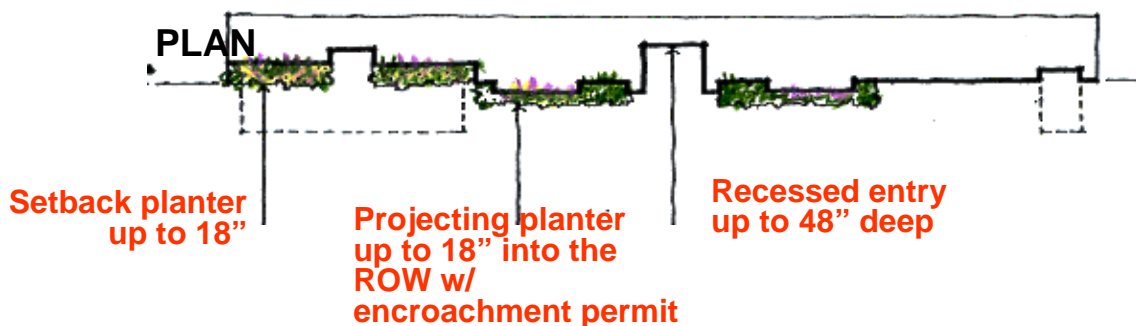 PLAN
Setback planter
up to 18”
Projecting planter
up to 18” into the
ROW w/
encroachment permit
Recessed entry
up to 48” deep